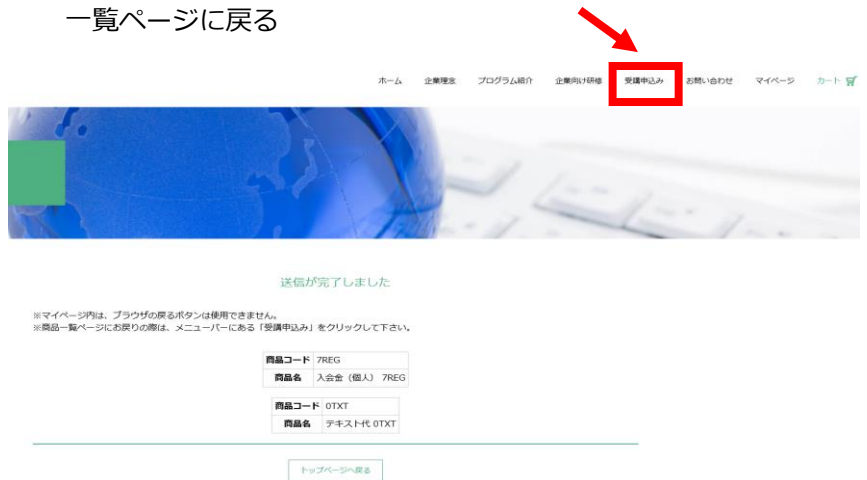 一覧ページに戻る
ホーム 企業理念 プログラム紹介 企業向け研修 受講申込み お問い合わせ マイページ カート
送信が完了しました
※マイページ内は、ブラウザの戻るボタンは使用できません。
※商品一覧ページにお戻りの際は、メニューバーにある「受講申込み」をクリックして下さい。
商品コード 7REG
商品名 入会金（個人） 7REG
商品コード 0TXT
商品名 テキスト代 0TXT
トップページへ戻る